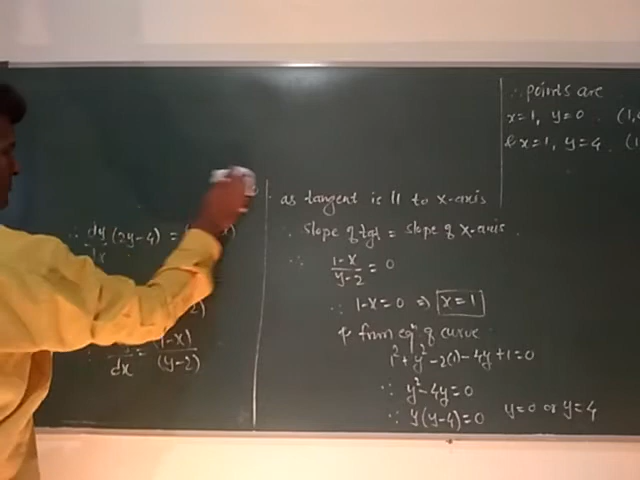 ∴ dy/dx (2y-4) =
2)
∴ dy/dx = (1-x)/(y-2)
as tangent is || to x-axis
∴ slope of tgt = slope of x-axis.
∴ 1-x/y-2 = 0
∴ 1-x=0 ⇒ x=1
& from eqⁿ of curve
1²+y²-2(1)-4y+1=0
∴ y²-4y=0
∴ y(y-4)=0 y=0 or y=4
∴ points are
x=1, y=0 . (1,
& x=1, y=4 . (1